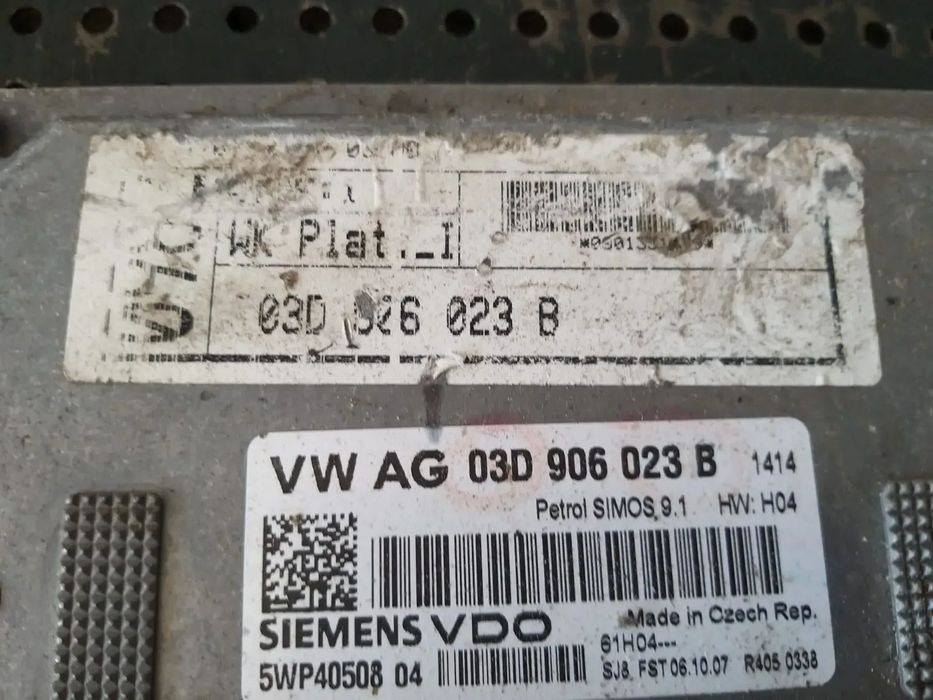 WK Plat._I
03D 906 023 B
VW AG 03D 906 023 B 1414
Petrol SIMOS 9.1 HW: H04
SIEMENS VDO
Made in Czech Rep.
61H04---
5WP40508 04
SJ8 FST 06.10.07 R405 0338